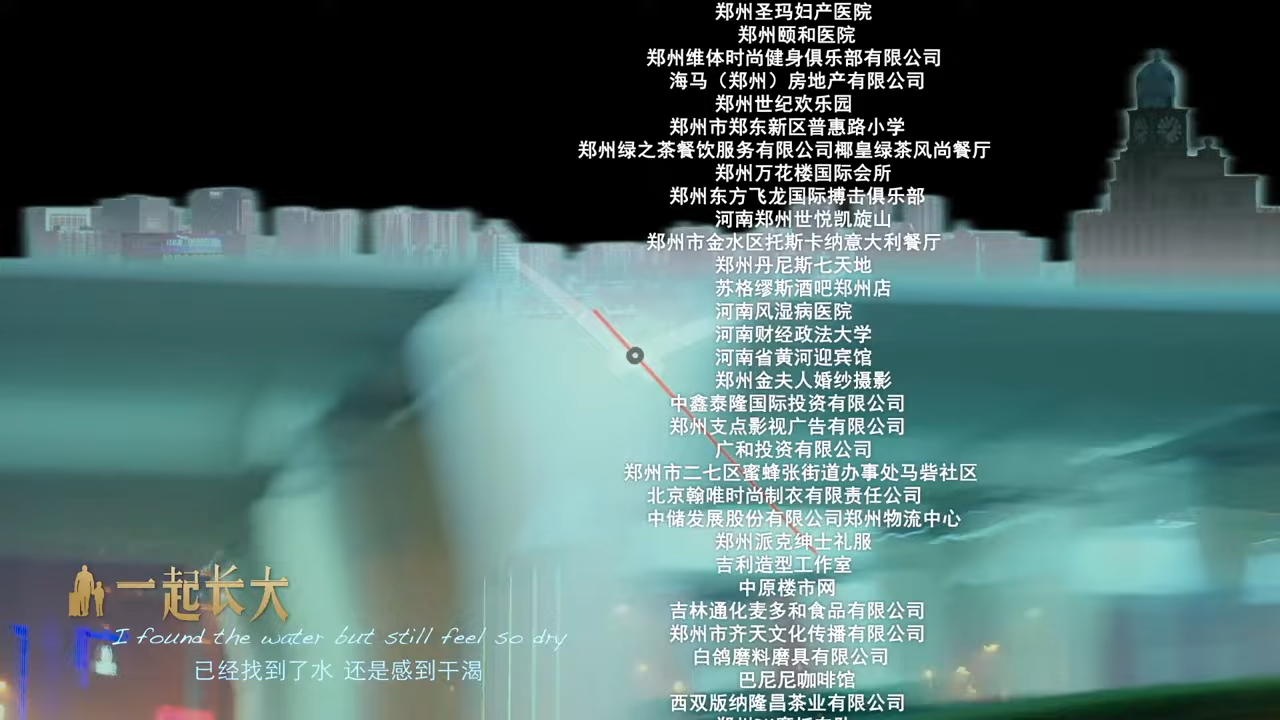 郑州圣玛妇产医院
郑州颐和医院
郑州维体时尚健身俱乐部有限公司
海马（郑州）房地产有限公司
郑州世纪欢乐园
郑州市郑东新区普惠路小学
郑州绿之茶餐饮服务有限公司椰皇绿茶风尚餐厅
郑州万花楼国际会所
郑州东方飞龙国际搏击俱乐部
河南郑州世悦凯旋山
郑州市金水区托斯卡纳意大利餐厅
郑州丹尼斯七天地
苏格缪斯酒吧郑州店
河南风湿病医院
河南财经政法大学
河南省黄河迎宾馆
郑州金夫人婚纱摄影
中鑫泰隆国际投资有限公司
郑州支点影视广告有限公司
广和投资有限公司
郑州市二七区蜜蜂张街道办事处马砦社区
北京翰唯时尚制衣有限责任公司
中储发展股份有限公司郑州物流中心
郑州派克绅士礼服
吉利造型工作室
中原楼市网
吉林通化麦多和食品有限公司
郑州市齐天文化传播有限公司
白鸽磨料磨具有限公司
巴尼尼咖啡馆
西双版纳隆昌茶业有限公司
一起长大
I found the water but still feel so dry
已经找到了水 还是感到干渴